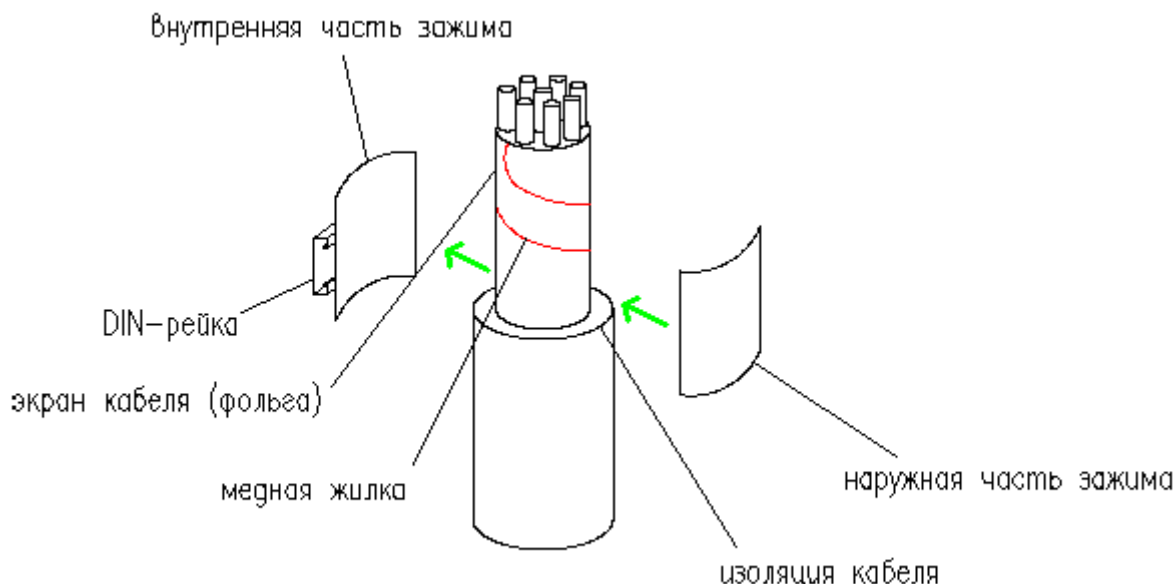 внутренняя часть зажима
DIN-рейка
экран кабеля (фольга)
медная жилка
наружная часть зажима
изоляция кабеля